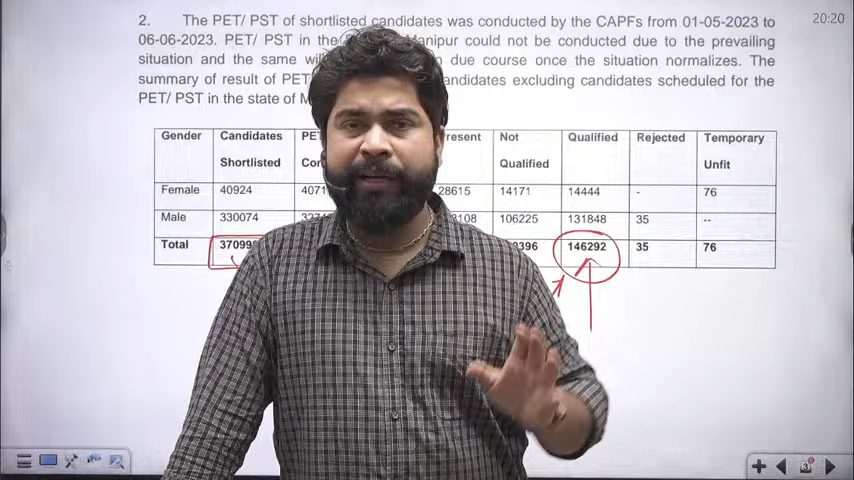 20:20
2. The PET/ PST of shortlisted candidates was conducted by the CAPFs from 01-05-2023 to
06-06-2023. PET/ PST in the Manipur could not be conducted due to the prevailing
situation and the same due course once the situation normalizes. The
summary of result of PET candidates excluding candidates scheduled for the
PET/ PST in the state of
Gender Candidates Shortlisted Not Qualified Qualified Rejected Temporary Unfit
Female 40924 28615 14171 14444 - 76
Male 330074 106225 131848 35 --
Total 146292 35 76
3